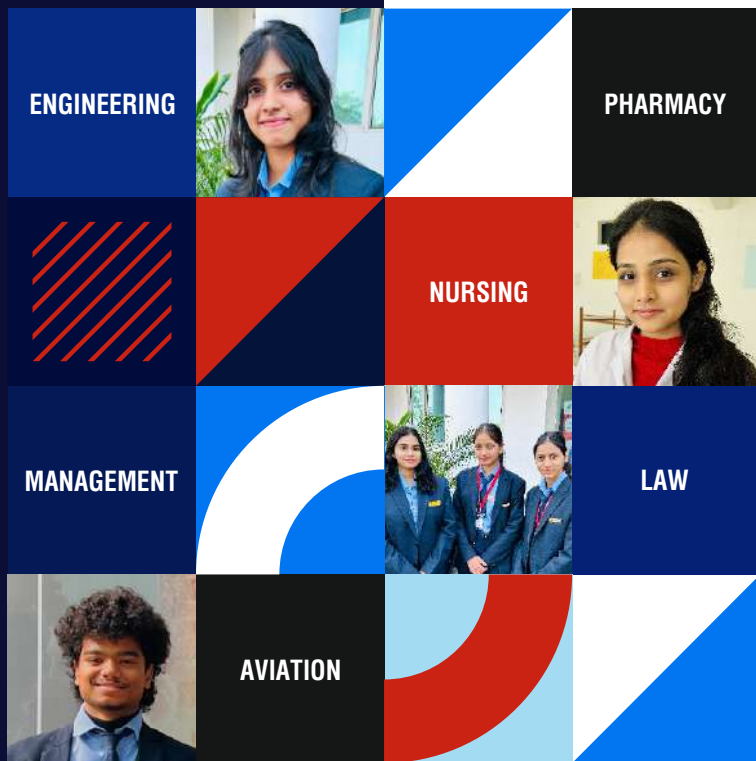 ENGINEERING
PHARMACY
NURSING
MANAGEMENT
LAW
AVIATION